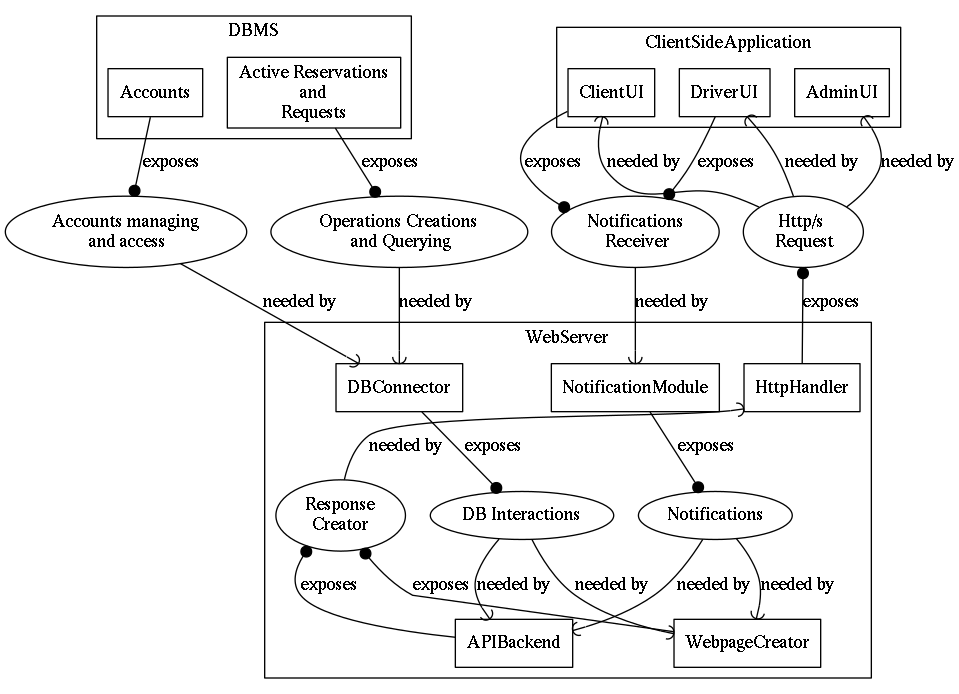 DBMS
ClientSideApplication
Accounts
Active Reservations
and
Requests
ClientUI
DriverUI
AdminUI
exposes
exposes
exposes
needed by
exposes
needed by
needed by
Accounts managing
and access
Operations Creations
and Querying
Notifications
Receiver
Http/s
Request
needed by
needed by
needed by
exposes
WebServer
DBConnector
NotificationModule
HttpHandler
needed by
exposes
exposes
Response
Creator
DB Interactions
Notifications
exposes
exposes
needed by
needed by
needed by
needed by
APIBackend
WebpageCreator